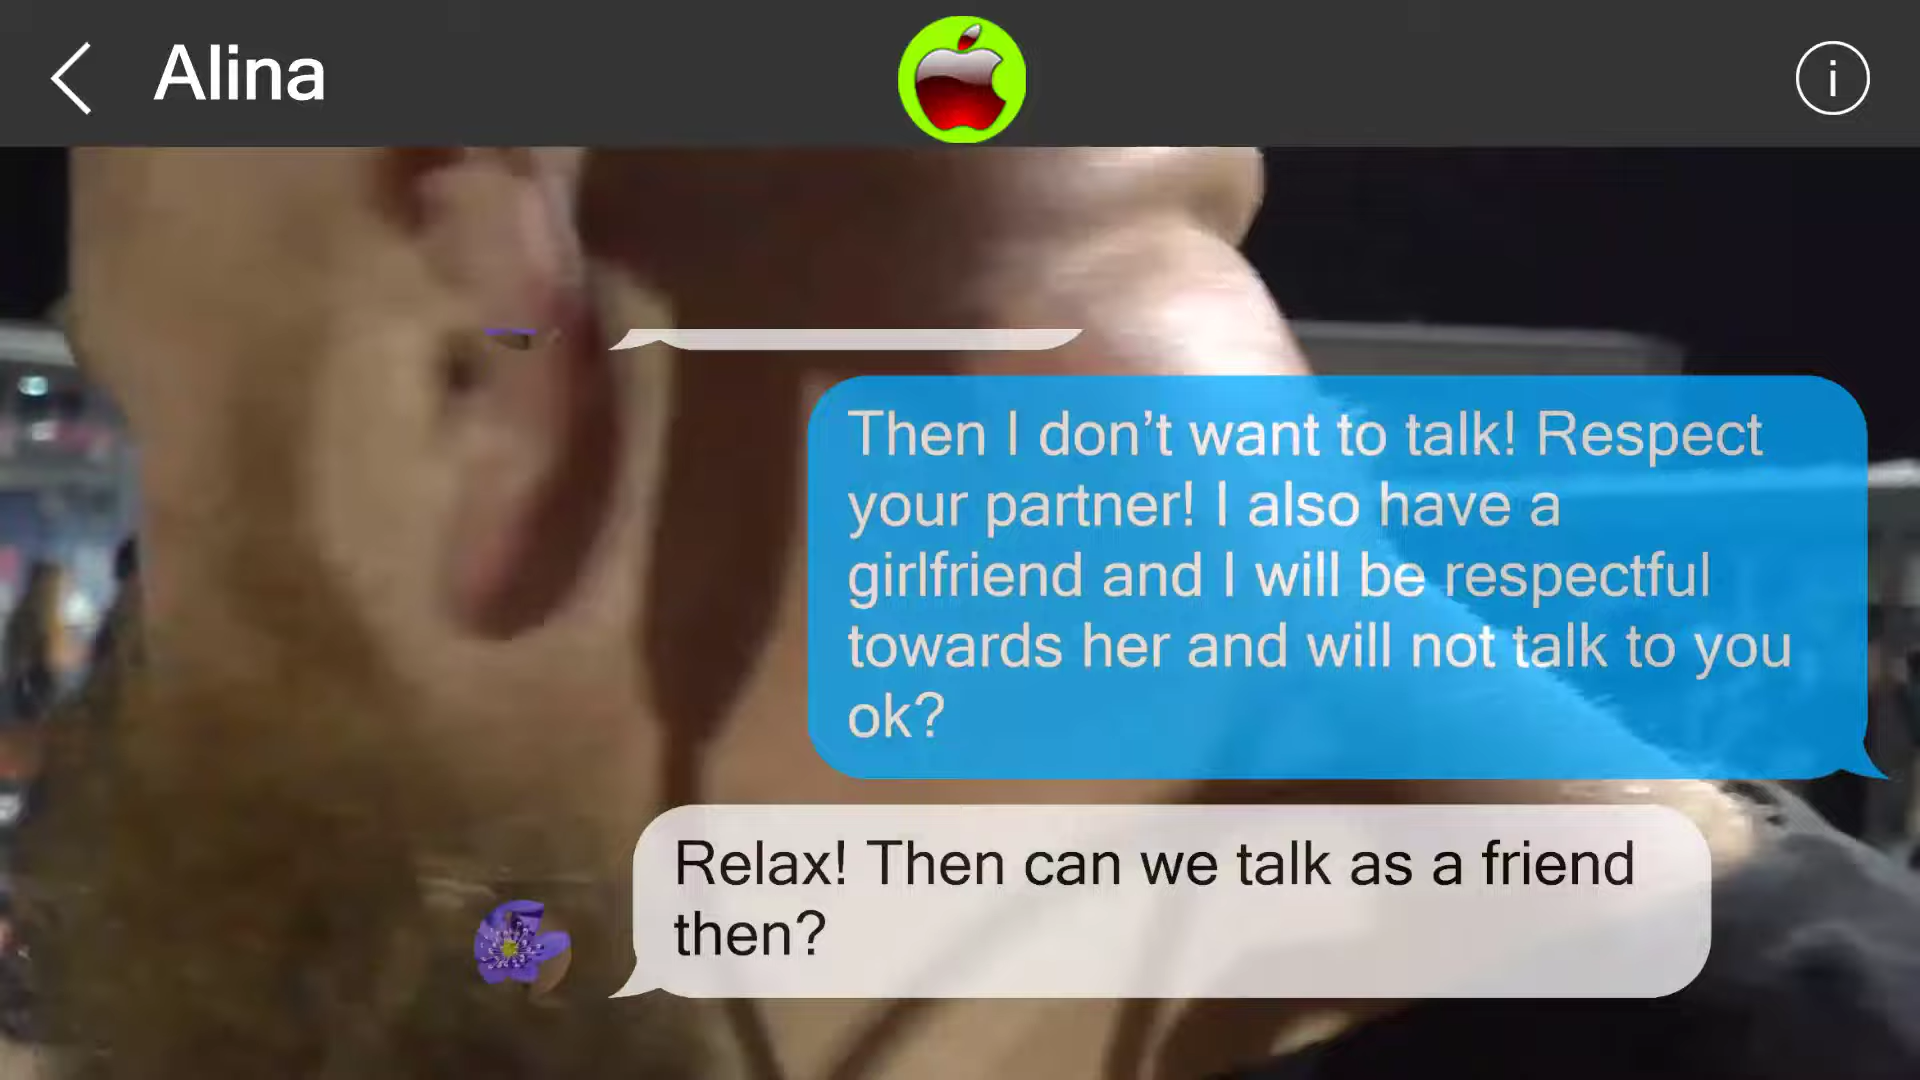 Alina
Then I don’t want to talk! Respect
your partner! I also have a
girlfriend and I will be respectful
towards her and will not talk to you
ok?
Relax! Then can we talk as a friend
then?